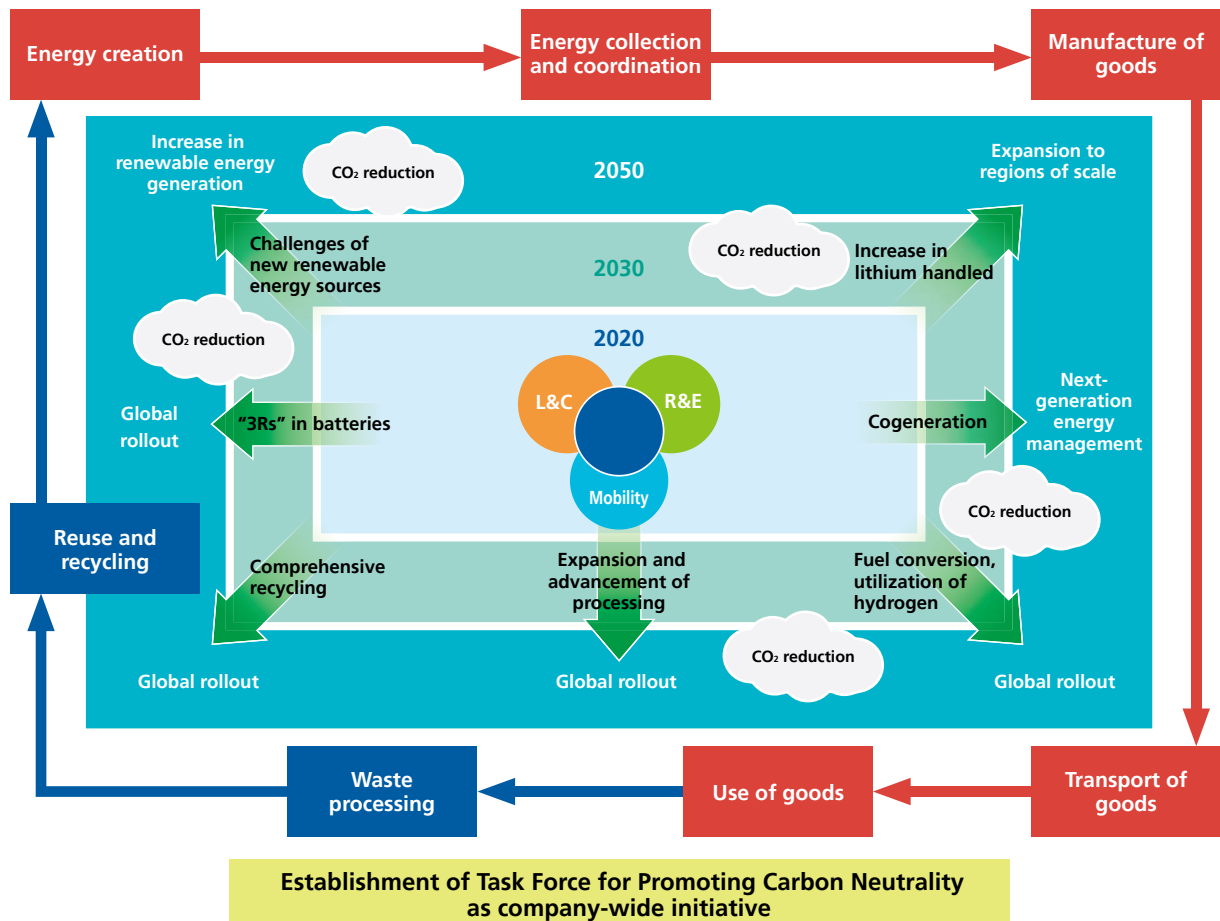 Energy creation
Energy collection
and coordination
Manufacture of
goods
Increase in
renewable energy
generation
CO₂ reduction
2050
Expansion to
regions of scale
Challenges of
new renewable
energy sources
2030
CO₂ reduction
Increase in
lithium handled
CO₂ reduction
2020
L&C
R&E
Mobility
Global
rollout
"3Rs" in batteries
Cogeneration
Next-
generation
energy
management
CO₂ reduction
Reuse and
recycling
Comprehensive
recycling
Expansion and
advancement of
processing
Fuel conversion,
utilization of
hydrogen
CO₂ reduction
Global rollout
Global rollout
Global rollout
Waste
processing
Use of goods
Transport of
goods
Establishment of Task Force for Promoting Carbon Neutrality
as company-wide initiative